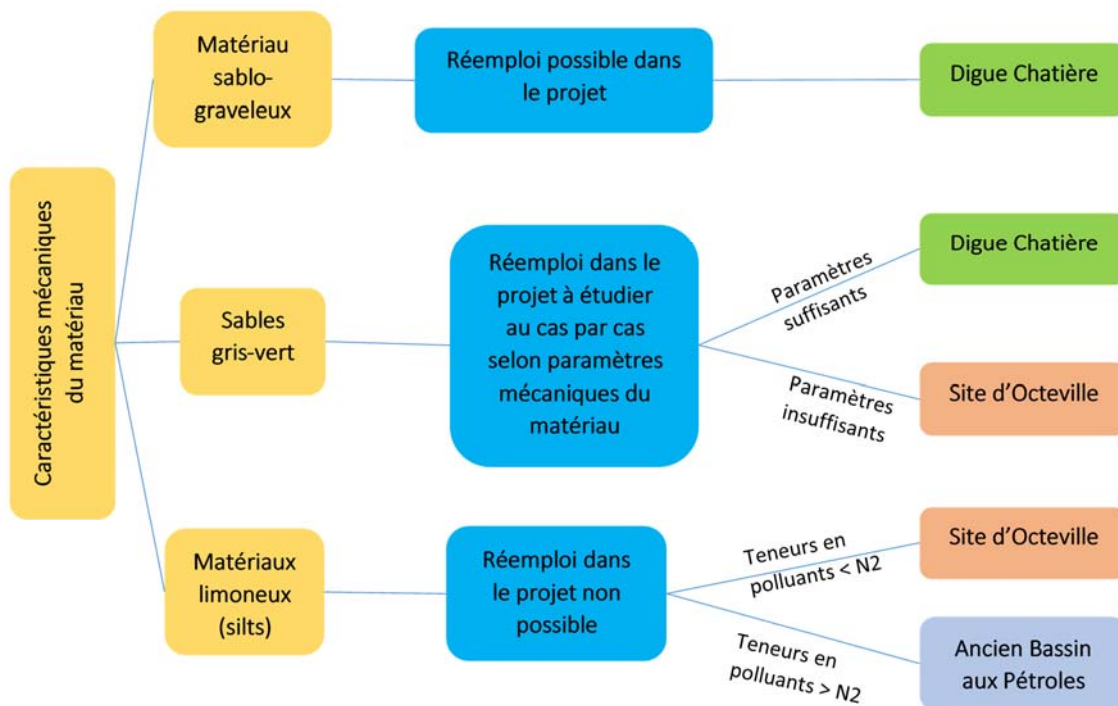 Caractéristiques mécaniques
du matériau
Matériau
sablo-
graveleux
Réemploi possible dans
le projet
Digue Chatière
Sables
gris-vert
Réemploi dans le
projet à étudier
au cas par cas
selon paramètres
mécaniques du
matériau
Paramètres
suffisants
Digue Chatière
Paramètres
insuffisants
Site d’Octeville
Matériaux
limoneux
(silts)
Réemploi dans
le projet non
possible
Teneurs en
polluants < N2
Site d’Octeville
Teneurs en
polluants > N2
Ancien Bassin
aux Pétroles